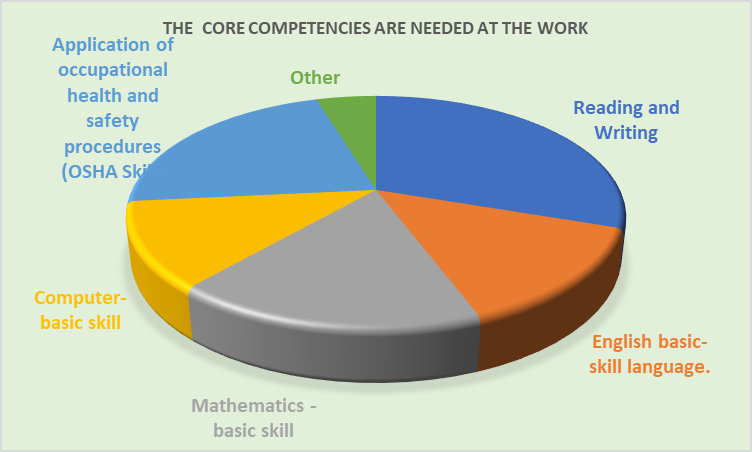 THE CORE COMPETENCIES ARE NEEDED AT THE WORK
Application of
occupational
health and
safety
procedures
(OSHA Ski
Other
Reading and
Writing
English basic-
skill language.
Mathematics -
basic skill
Computer-
basic skill